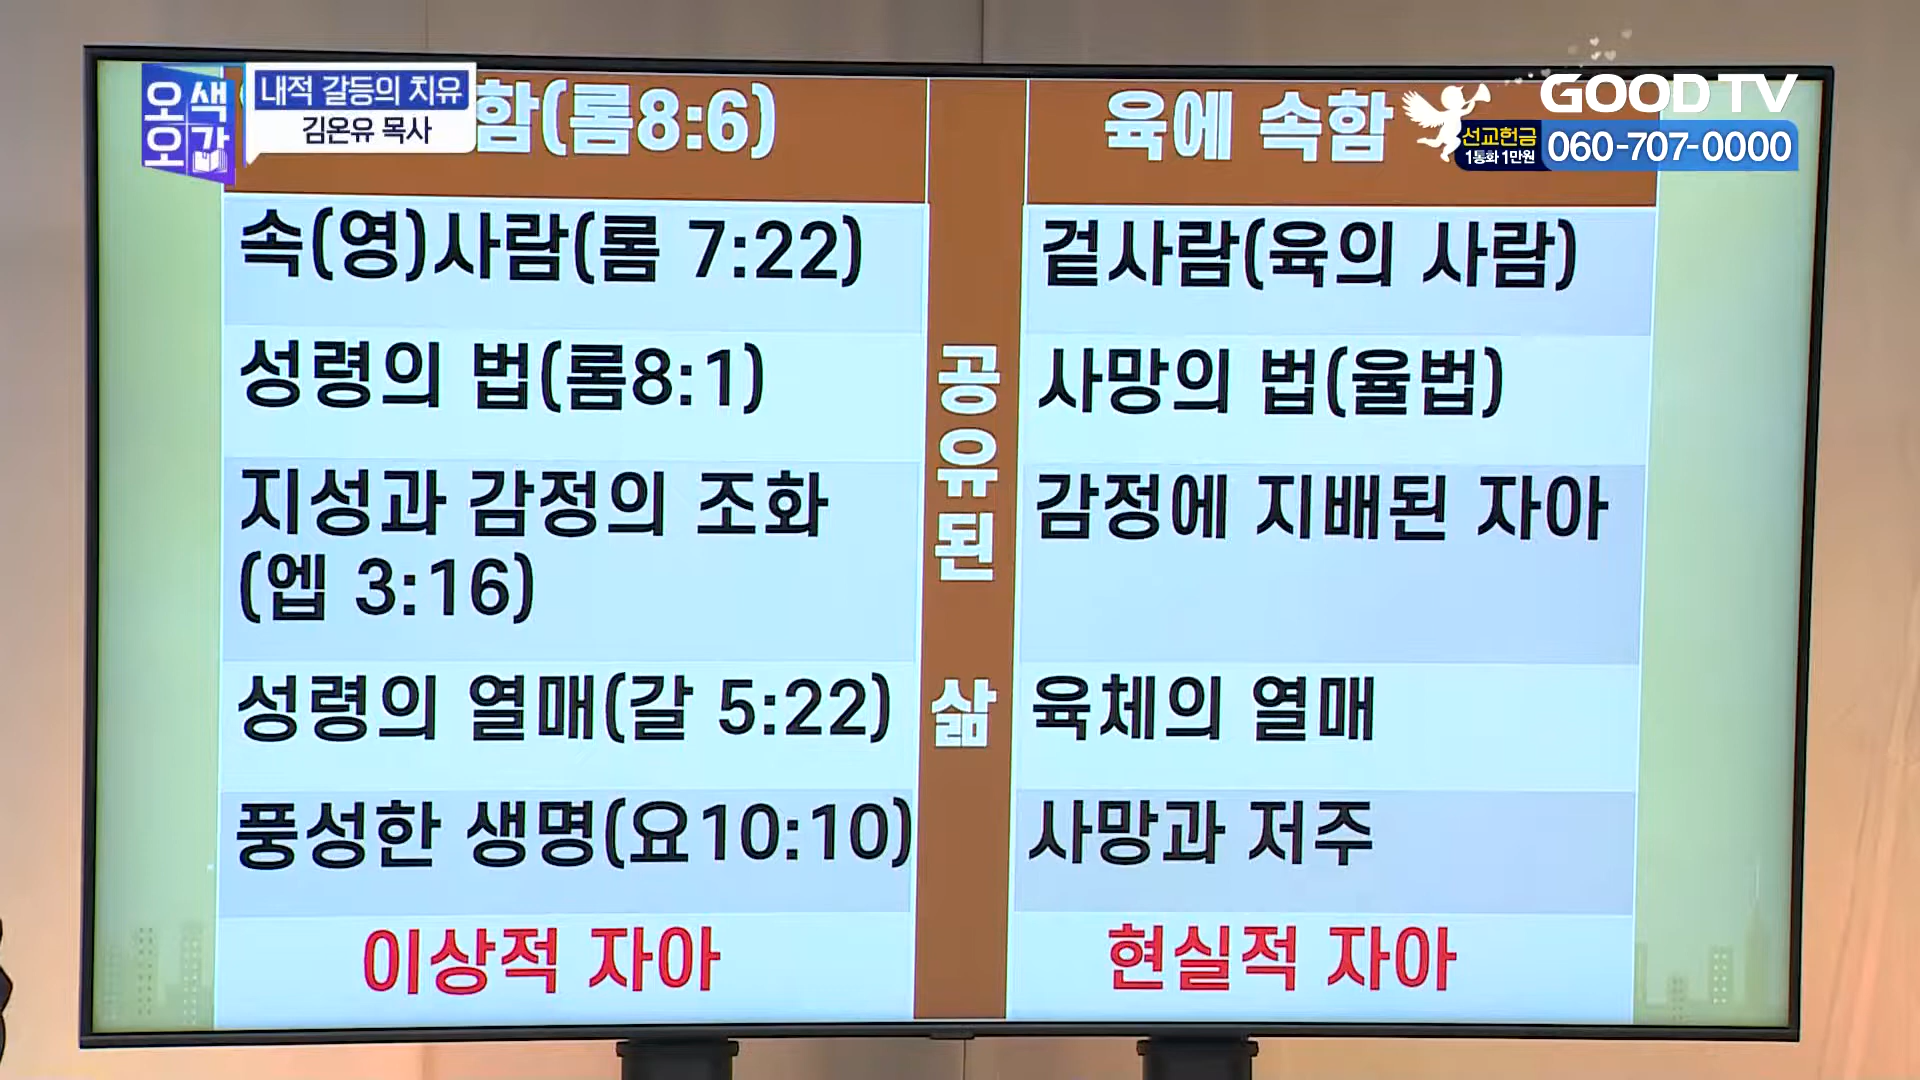 오색
오감
내적 갈등의 치유
김온유 목사
GOODTV
선교헌금
1통화 1만원
060-707-0000
함(롬8:6)
육에 속함
속(영)사람(롬 7:22)
겉사람(육의 사람)
성령의 법(롬8:1)
사망의 법(율법)
지성과 감정의 조화
(엡 3:16)
감정에 지배된 자아
성령의 열매(갈 5:22)
육체의 열매
풍성한 생명(요10:10)
사망과 저주
이상적 자아
현실적 자아
공유된 삶